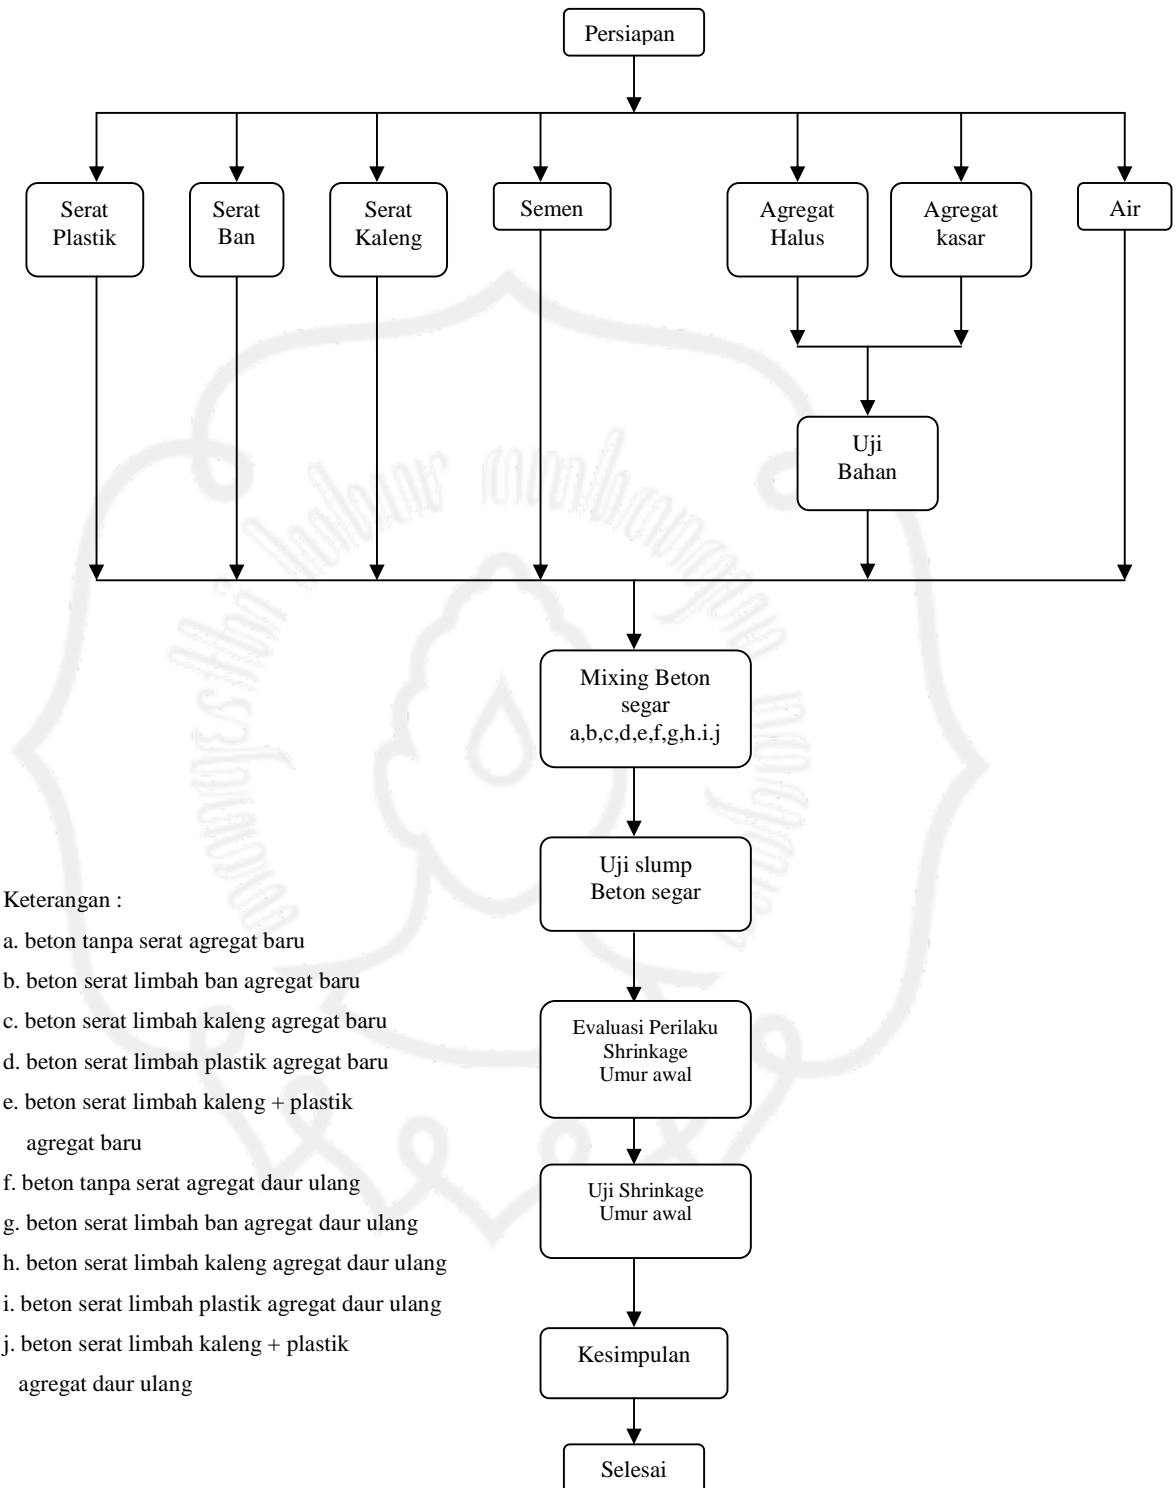 Persiapan
Serat
Plastik
Serat
Ban
Serat
Kaleng
Semen
Agregat
Halus
Agregat
kasar
Air
Uji
Bahan
Mixing Beton
segar
a,b,c,d,e,f,g,h.i.j
Uji slump
Beton segar
Evaluasi Perilaku
Shrinkage
Umur awal
Uji Shrinkage
Umur awal
Kesimpulan
Selesai
Keterangan :
a. beton tanpa serat agregat baru
b. beton serat limbah ban agregat baru
c. beton serat limbah kaleng agregat baru
d. beton serat limbah plastik agregat baru
e. beton serat limbah kaleng + plastik
agregat baru
f. beton tanpa serat agregat daur ulang
g. beton serat limbah ban agregat daur ulang
h. beton serat limbah kaleng agregat daur ulang
i. beton serat limbah plastik agregat daur ulang
j. beton serat limbah kaleng + plastik
agregat daur ulang